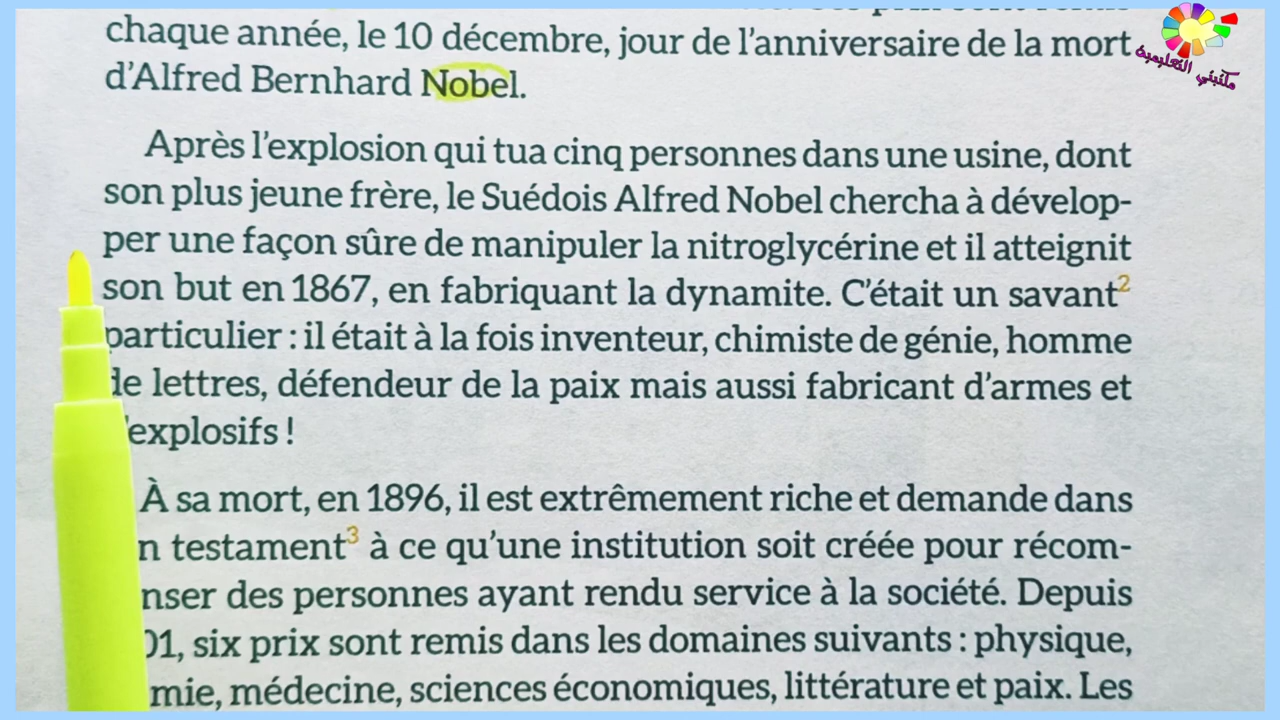 chaque année, le 10 décembre, jour de l'anniversaire de la mort
d'Alfred Bernhard Nobel.
Après l'explosion qui tua cinq personnes dans une usine, dont
son plus jeune frère, le Suédois Alfred Nobel chercha à dévelop-
per une façon sûre de manipuler la nitroglycérine et il atteignit
son but en 1867, en fabriquant la dynamite. C'était un savant²
particulier : il était à la fois inventeur, chimiste de génie, homme
de lettres, défendeur de la paix mais aussi fabricant d'armes et
'explosifs !
À sa mort, en 1896, il est extrêmement riche et demande dans
n testament³ à ce qu'une institution soit créée pour récom-
nser des personnes ayant rendu service à la société. Depuis
01, six prix sont remis dans les domaines suivants : physique,
mie, médecine, sciences économiques, littérature et paix. Les
مكتبتي التعليمية